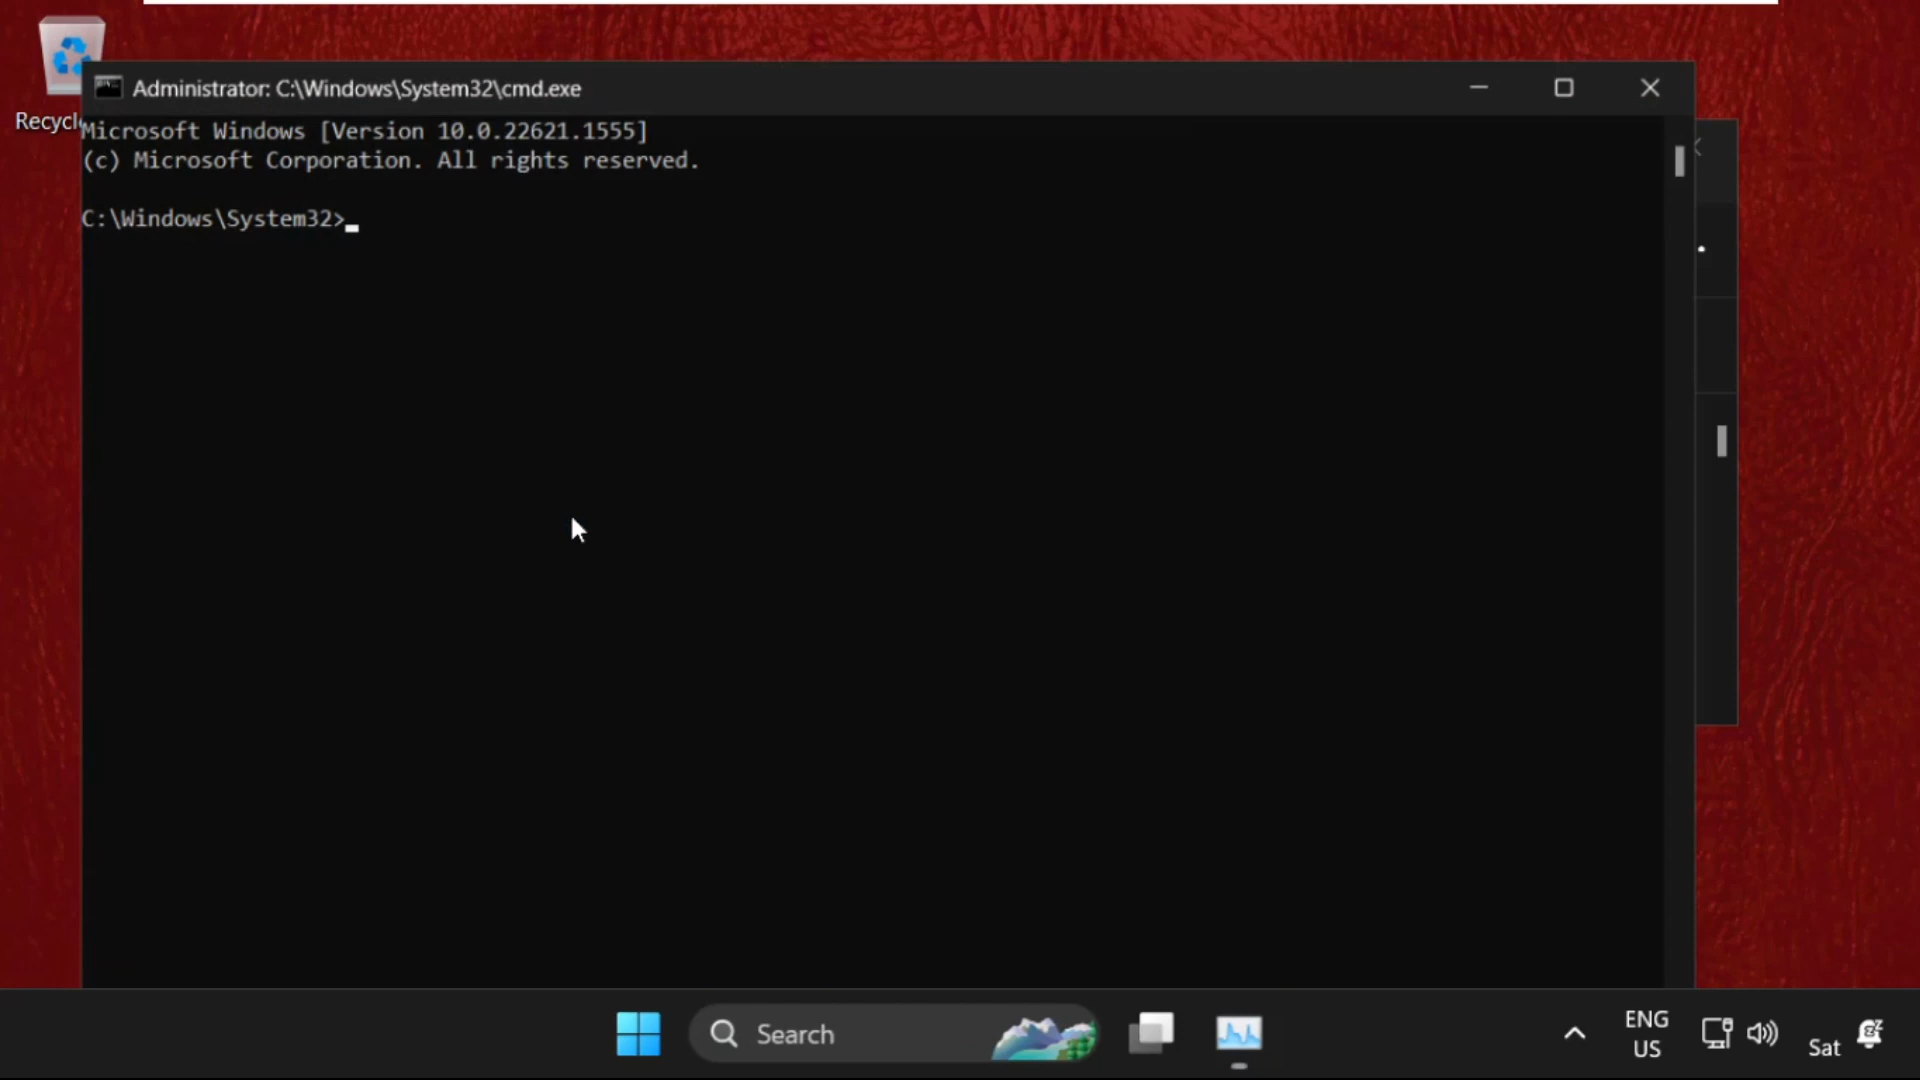 Administrator: C:\Windows\System32\cmd.exe
Recycl
Microsoft Windows [Version 10.0.22621.1555]
(c) Microsoft Corporation. All rights reserved.
C:\Windows\System32>
Search
ENG
US
Sat